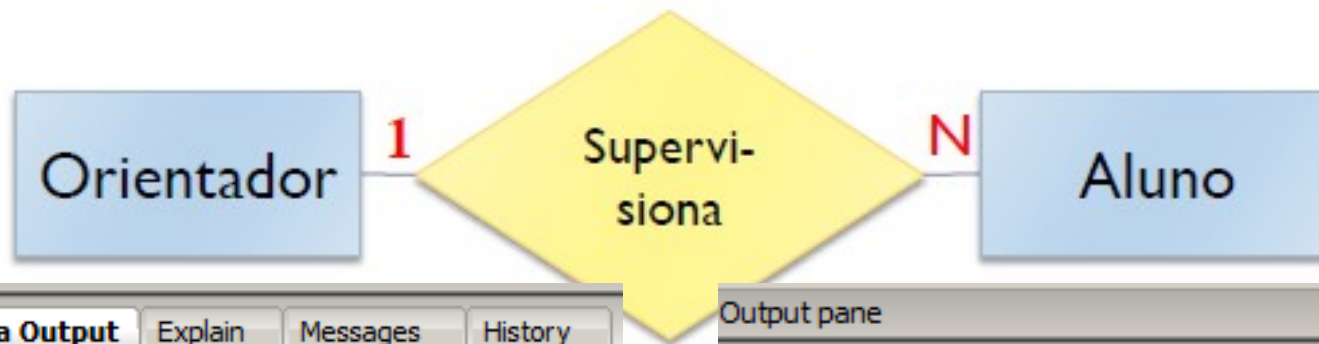 Orientador
1
Supervi-
siona
N
Aluno
a Output Explain Messages History
Output pane